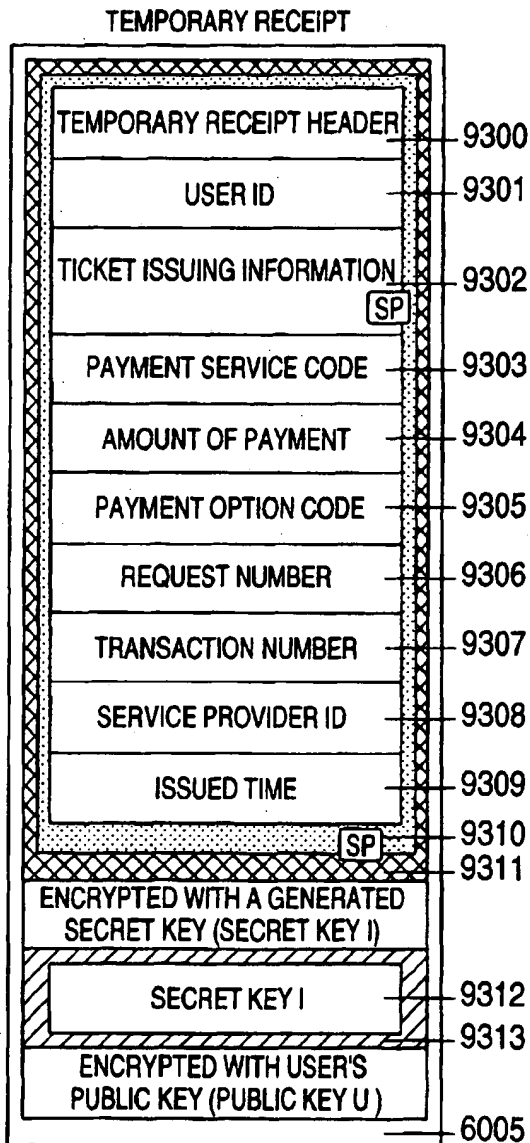 TEMPORARY RECEIPT
TEMPORARY RECEIPT HEADER 9300
USER ID 9301
TICKET ISSUING INFORMATION 9302
SP
PAYMENT SERVICE CODE 9303
AMOUNT OF PAYMENT 9304
PAYMENT OPTION CODE 9305
REQUEST NUMBER 9306
TRANSACTION NUMBER 9307
SERVICE PROVIDER ID 9308
ISSUED TIME 9309
SP 9310
9311
ENCRYPTED WITH A GENERATED
SECRET KEY (SECRET KEY I)
SECRET KEY I 9312
9313
ENCRYPTED WITH USER'S
PUBLIC KEY (PUBLIC KEY U)
6005